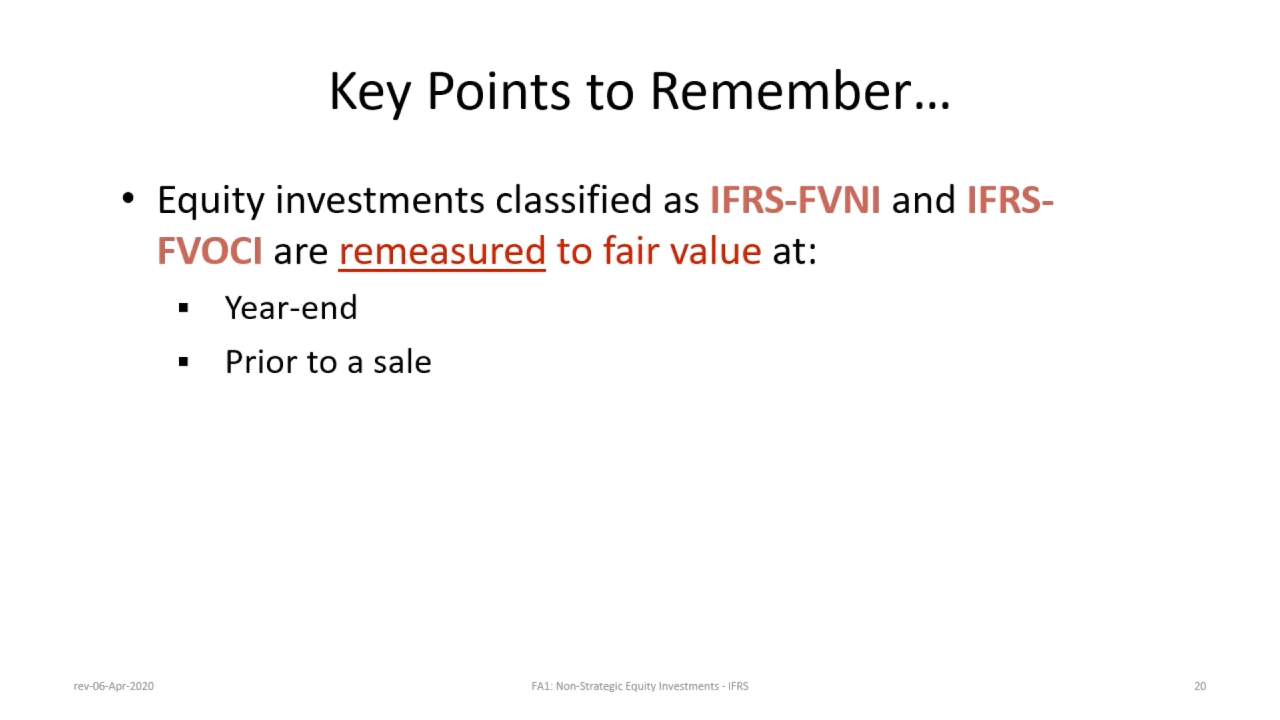 Key Points to Remember…
• Equity investments classified as IFRS-FVNI and IFRS-
FVOCI are remeasured to fair value at:
▪ Year-end
▪ Prior to a sale
rev-06-Apr-2020 FA1: Non-Strategic Equity Investments - IFRS 20